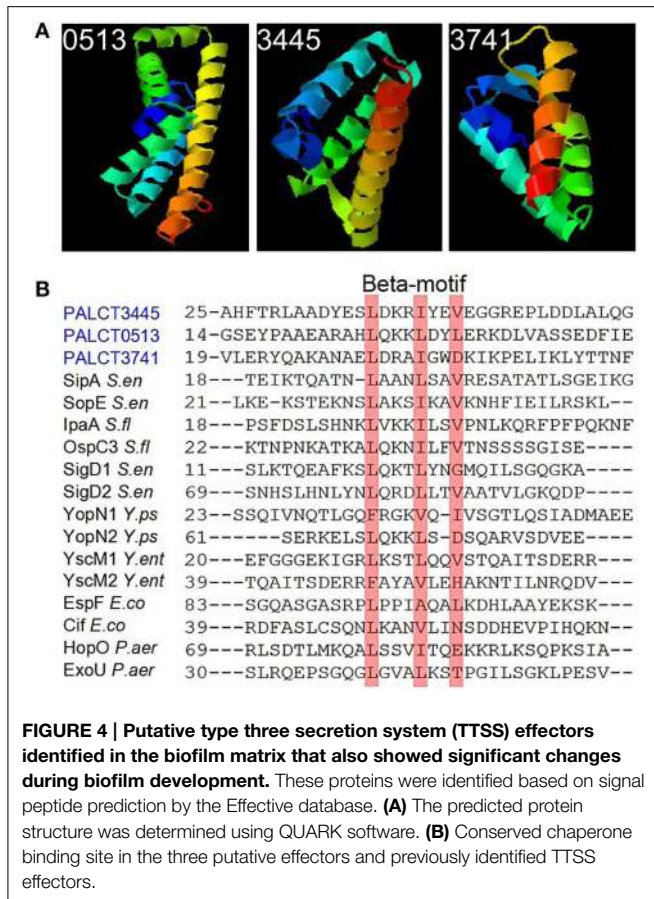 A
0513
3445
3741
B
Beta-motif
PALCT3445 25-AHFTRLAADYESLDKRIYEVEGGREPLDDLALQG
PALCT0513 14-GSEYPAAEARAHLQKKLDYLERKDLVASSEDFIE
PALCT3741 19-VLERYQAKANAELDRAIGWDKIKPELIKLYTTNF
SipA S.en 18---TEIKTQATN-LAANLSAVRESATATLSGEIKG
SopE S.en 21--LKE-KSTEKNSLAKSIKAVKNHFIEILRSKL--
IpaA S.fl 18---PSFDSLSHNKLVKKILSVPNLKQRFPFPQKNF
OspC3 S.fl 22---KTNPNKATKALQKNILFVTNSSSSGISE----
SigD1 S.en 11---SLKTQEAFKSLQKTLYNGMQILSGQGKA----
SigD2 S.en 69---SNHSLHNLYNLQRDLLTVAATVLGKQDP----
YopN1 Y.ps 23--SSQIVNQTLGQFRGKVQ-IVSGTLQSIADMAEE
YopN2 Y.ps 61------SERKELSLQKKLS-DSQARVSDVEE----
YscM1 Y.ent 20---EFGGGEKIGRLKSTLQQVSTQAITSDERR---
YscM2 Y.ent 39---TQAITSDERRFAYAVLEHAKNTILNRQDV---
EspF E.co 83---SGQASGASRPLPPIAQALKDHLAAYEKSK---
Cif E.co 39---RDFASLCSQNLKANVLINSDDHEVPIHQKN--
HopO P.aer 69---RLSDTLMKQALSSVITQEKKRLKSQPKSIA--
ExoU P.aer 30---SLRQEPSGQGLGVALKSTPGILSGKLPESV--
FIGURE 4 | Putative type three secretion system (TTSS) effectors
identified in the biofilm matrix that also showed significant changes
during biofilm development. These proteins were identified based on signal
peptide prediction by the Effective database. (A) The predicted protein
structure was determined using QUARK software. (B) Conserved chaperone
binding site in the three putative effectors and previously identified TTSS
effectors.